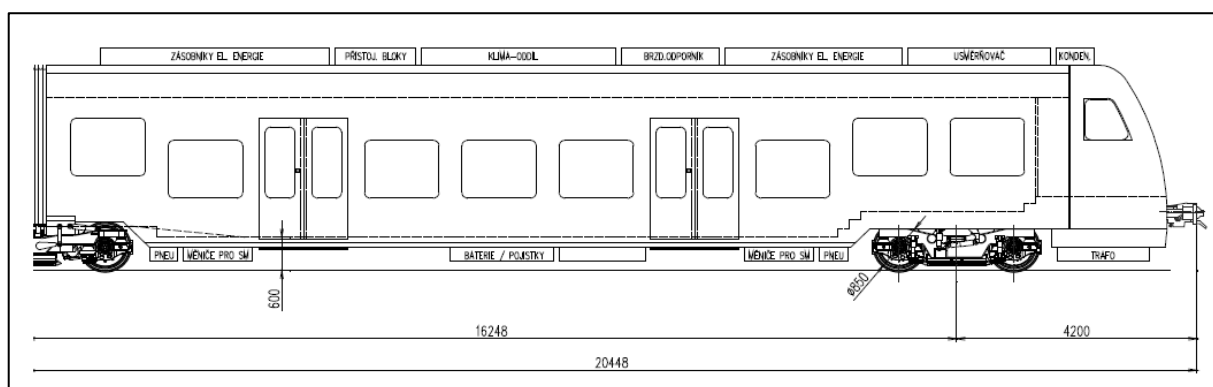 ZÁSOBNÍKY EL. ENERGIE
PŘÍSTOJ. BLOKY
KLIMA-ODDÍL
BRZD.ODPORNÍK
ZÁSOBNÍKY EL. ENERGIE
USMĚRŇOVAČ
KONDEN.
PNEU
MĚNIČE PRO SM
BATERIE / POJISTKY
MĚNIČE PRO SM
PNEU
TRAFO
600
ø850
16248
4200
20448